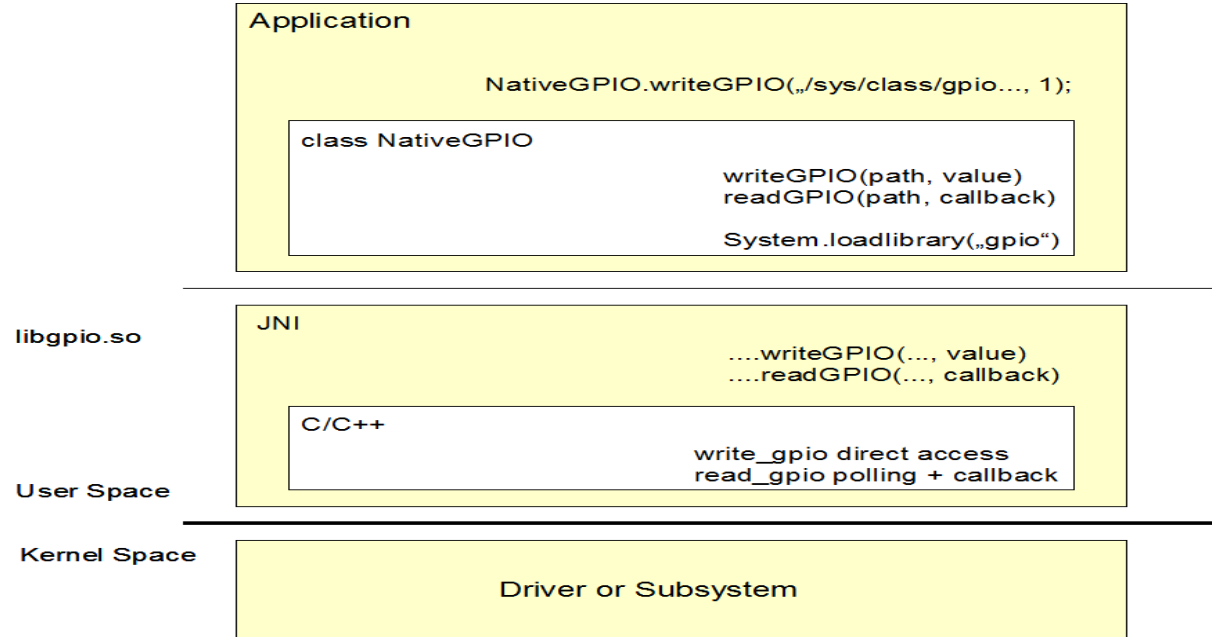 Application
NativeGPIO.writeGPIO(„/sys/class/gpio..., 1);
class NativeGPIO
writeGPIO(path, value)
readGPIO(path, callback)
System.loadlibrary(„gpio“)
libgpio.so
JNI
....writeGPIO(..., value)
....readGPIO(..., callback)
C/C++
write_gpio direct access
read_gpio polling + callback
User Space
Kernel Space
Driver or Subsystem